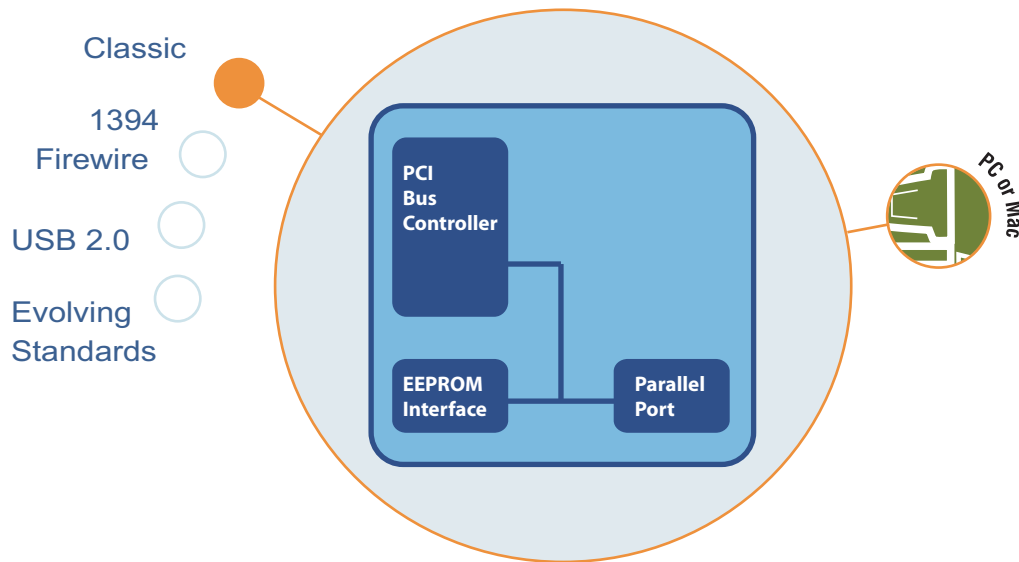 Classic
1394
Firewire
USB 2.0
Evolving
Standards
PCI
Bus
Controller
EEPROM
Interface
Parallel
Port
PC or Mac